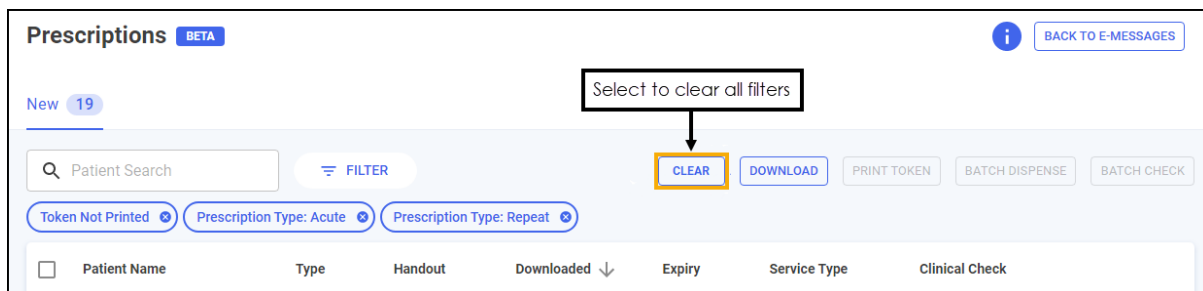 Prescriptions BETA
i BACK TO E-MESSAGES
Select to clear all filters
New 19
Patient Search FILTER CLEAR DOWNLOAD PRINT TOKEN BATCH DISPENSE BATCH CHECK
Token Not Printed Prescription Type: Acute Prescription Type: Repeat
Patient Name Type Handout Downloaded Expiry Service Type Clinical Check